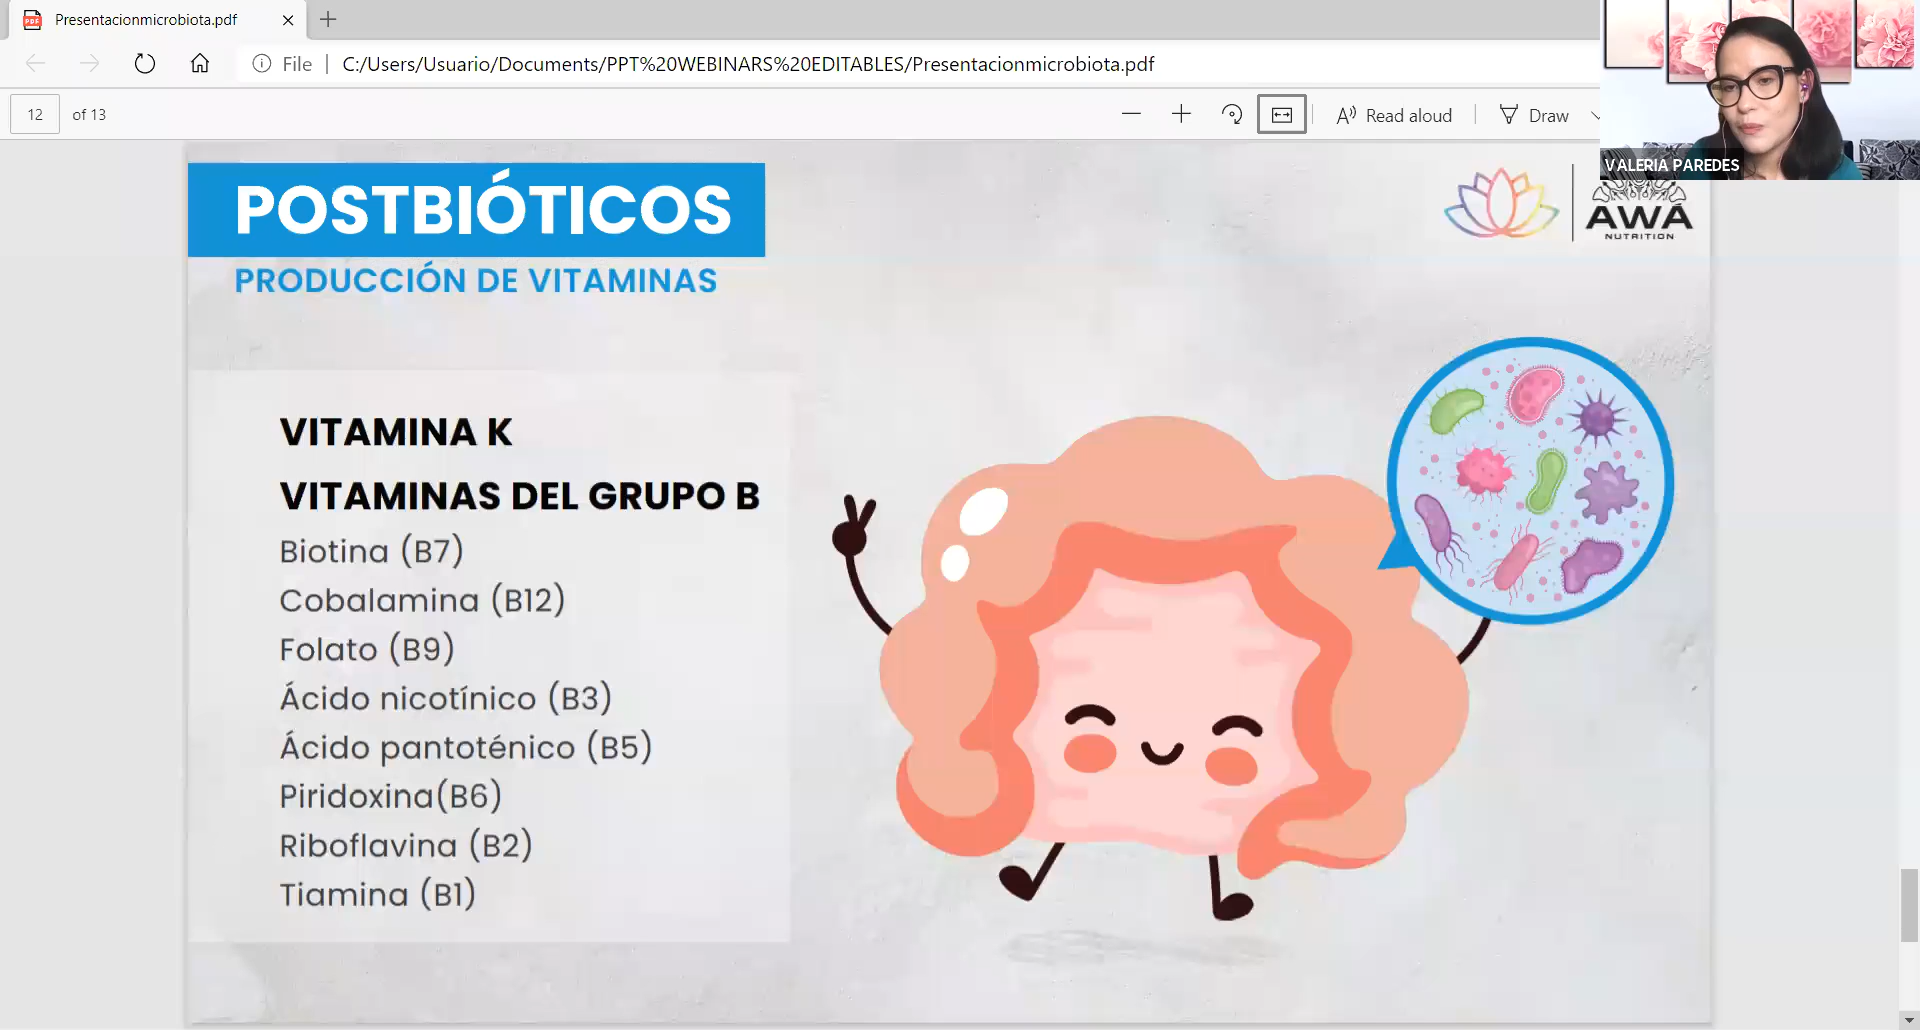 Presentacionmicrobiota.pdf
File
C:/Users/Usuario/Documents/PPT%20WEBINARS%20EDITABLES/Presentacionmicrobiota.pdf
12 of 13
Read aloud
Draw
VALERIA PAREDES
POSTBIÓTICOS
AWÁ
NUTRITION
PRODUCCIÓN DE VITAMINAS
VITAMINA K
VITAMINAS DEL GRUPO B
Biotina (B7)
Cobalamina (B12)
Folato (B9)
Ácido nicotínico (B3)
Ácido pantoténico (B5)
Piridoxina(B6)
Riboflavina (B2)
Tiamina (B1)